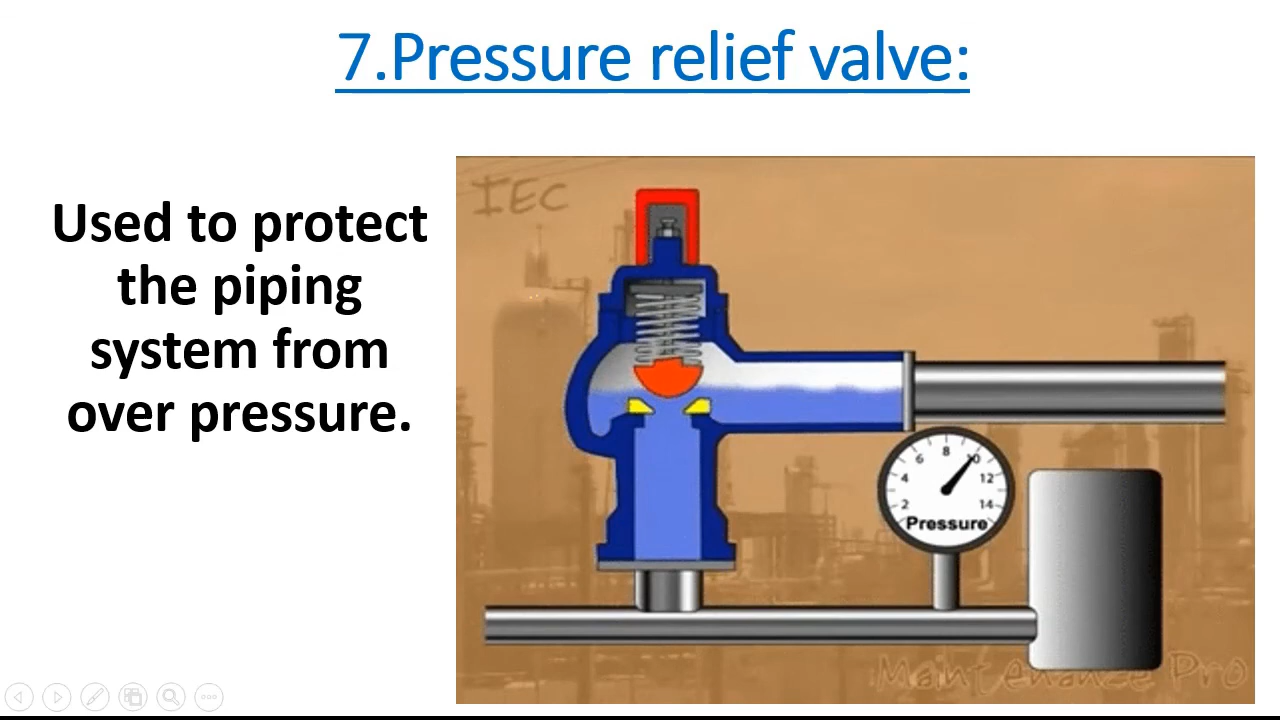 7.Pressure relief valve:
Used to protect
the piping
system from
over pressure.
IEC
2 4 6 8 10 12 14
Pressure
Maintenance Pro